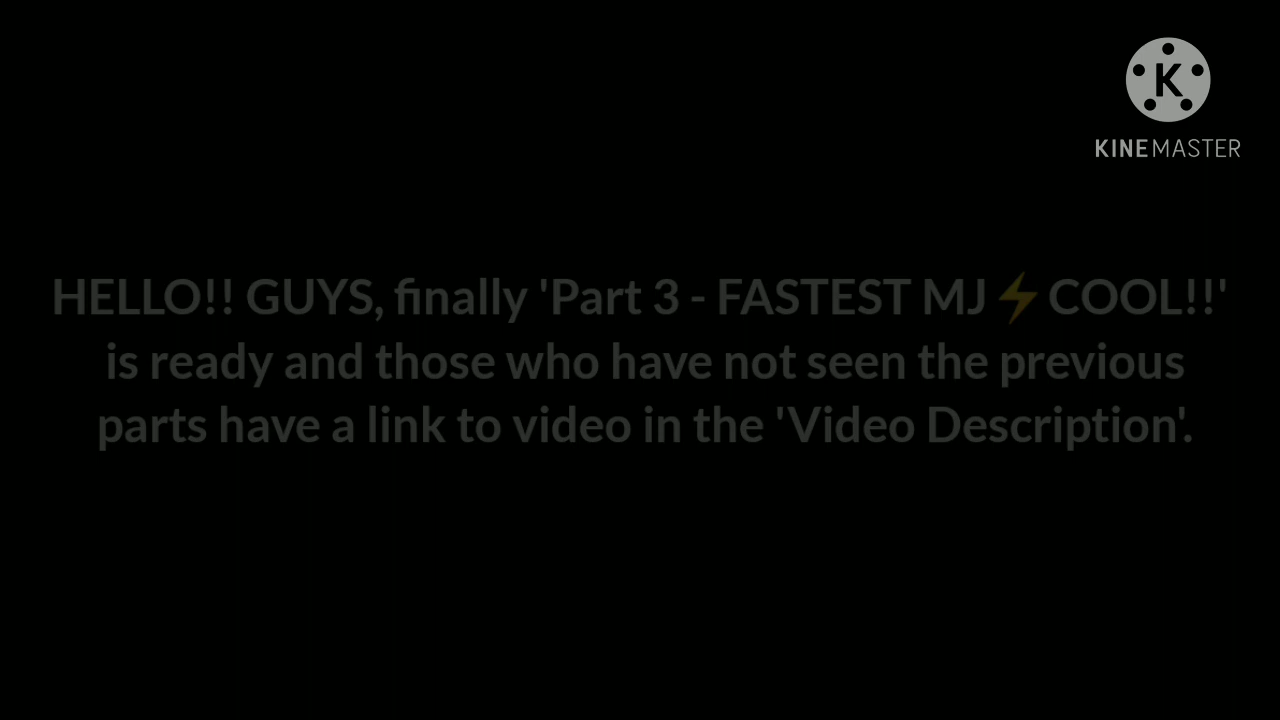 K
KINEMASTER
HELLO!! GUYS, finally 'Part 3 - FASTEST MJ⚡COOL!!'
is ready and those who have not seen the previous
parts have a link to video in the 'Video Description'.